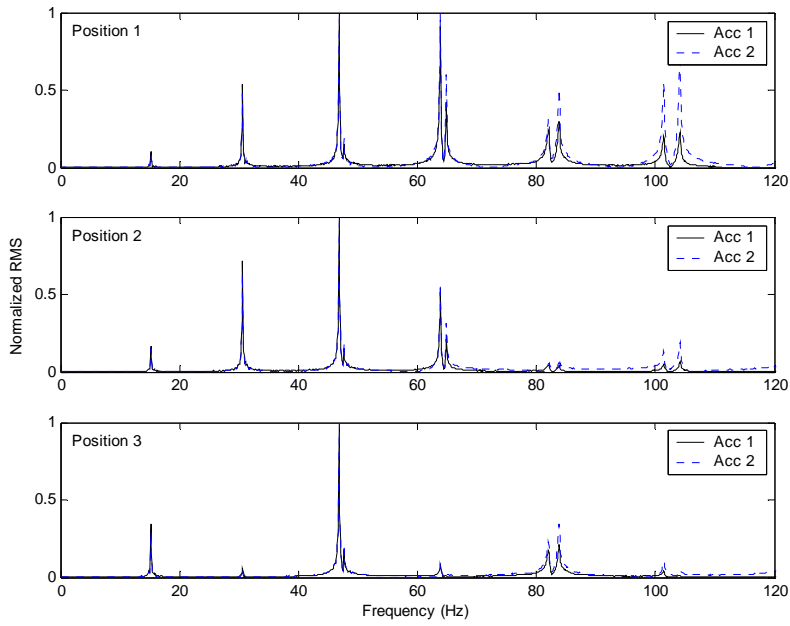 Position 1
Acc 1
Acc 2
1
0.5
0
0 20 40 60 80 100 120
Position 2
Acc 1
Acc 2
1
0.5
0
0 20 40 60 80 100 120
Normalized RMS
Position 3
Acc 1
Acc 2
1
0.5
0
0 20 40 60 80 100 120
Frequency (Hz)